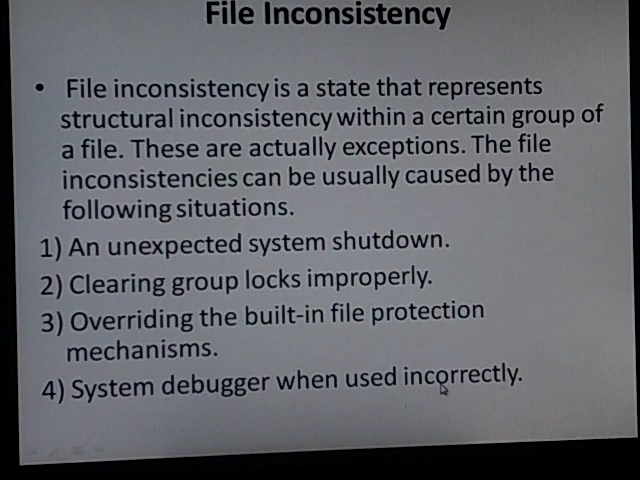 File Inconsistency
• File inconsistency is a state that represents
structural inconsistency within a certain group of
a file. These are actually exceptions. The file
inconsistencies can be usually caused by the
following situations.
1) An unexpected system shutdown.
2) Clearing group locks improperly.
3) Overriding the built-in file protection
mechanisms.
4) System debugger when used incorrectly.